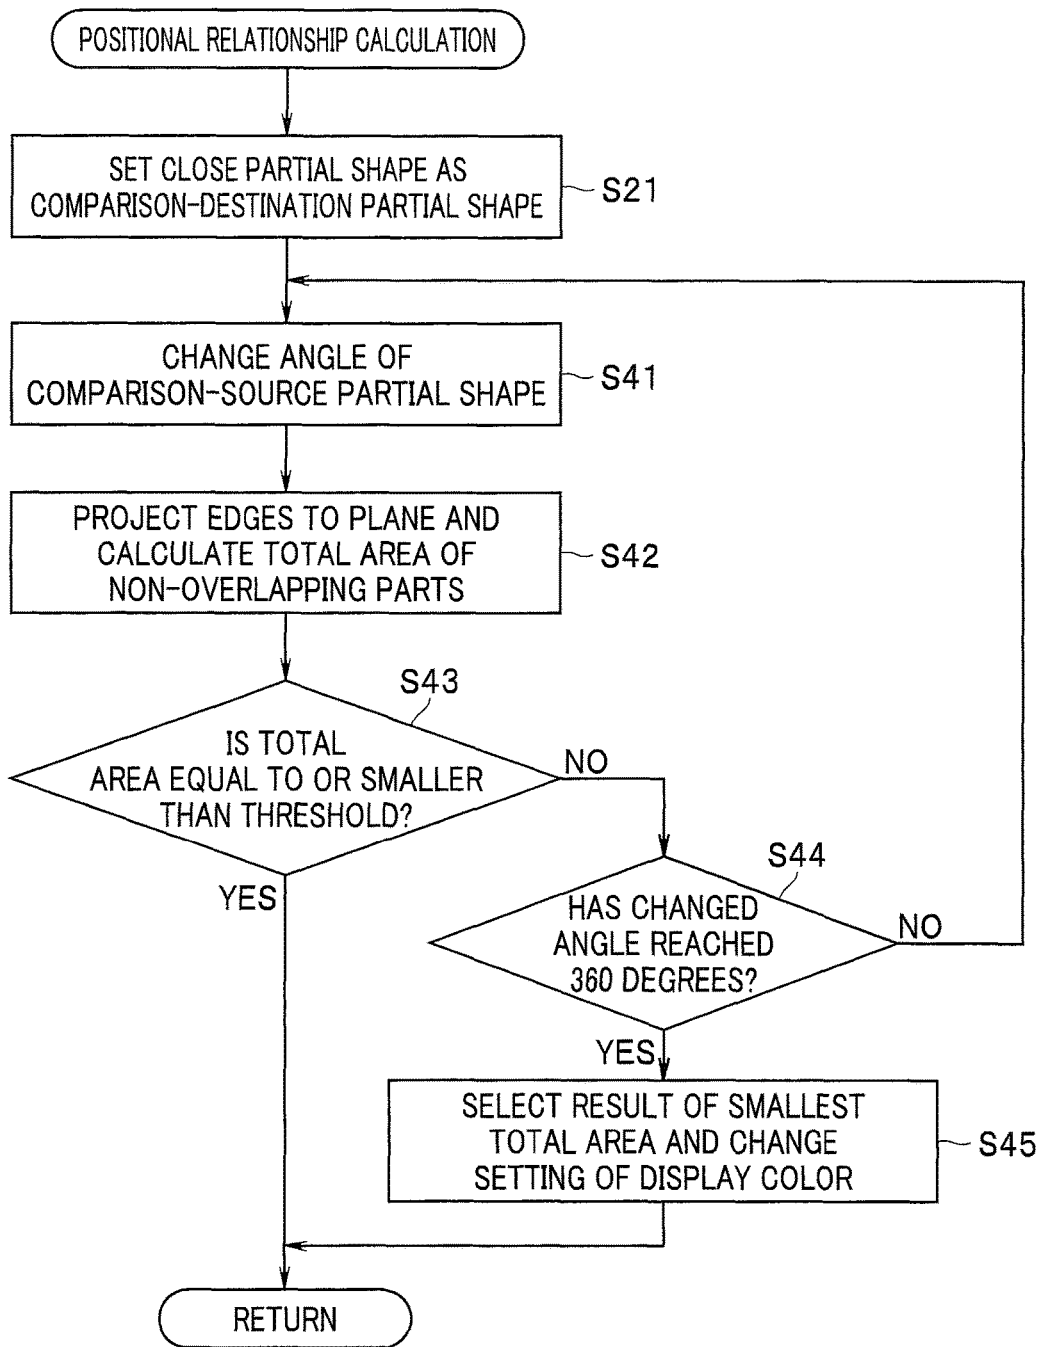 POSITIONAL RELATIONSHIP CALCULATION
SET CLOSE PARTIAL SHAPE AS
COMPARISON-DESTINATION PARTIAL SHAPE
S21
CHANGE ANGLE OF
COMPARISON-SOURCE PARTIAL SHAPE
S41
PROJECT EDGES TO PLANE AND
CALCULATE TOTAL AREA OF
NON-OVERLAPPING PARTS
S42
S43
IS TOTAL
AREA EQUAL TO OR SMALLER
THAN THRESHOLD?
NO
YES
S44
HAS CHANGED
ANGLE REACHED
360 DEGREES?
NO
YES
SELECT RESULT OF SMALLEST
TOTAL AREA AND CHANGE
SETTING OF DISPLAY COLOR
S45
RETURN